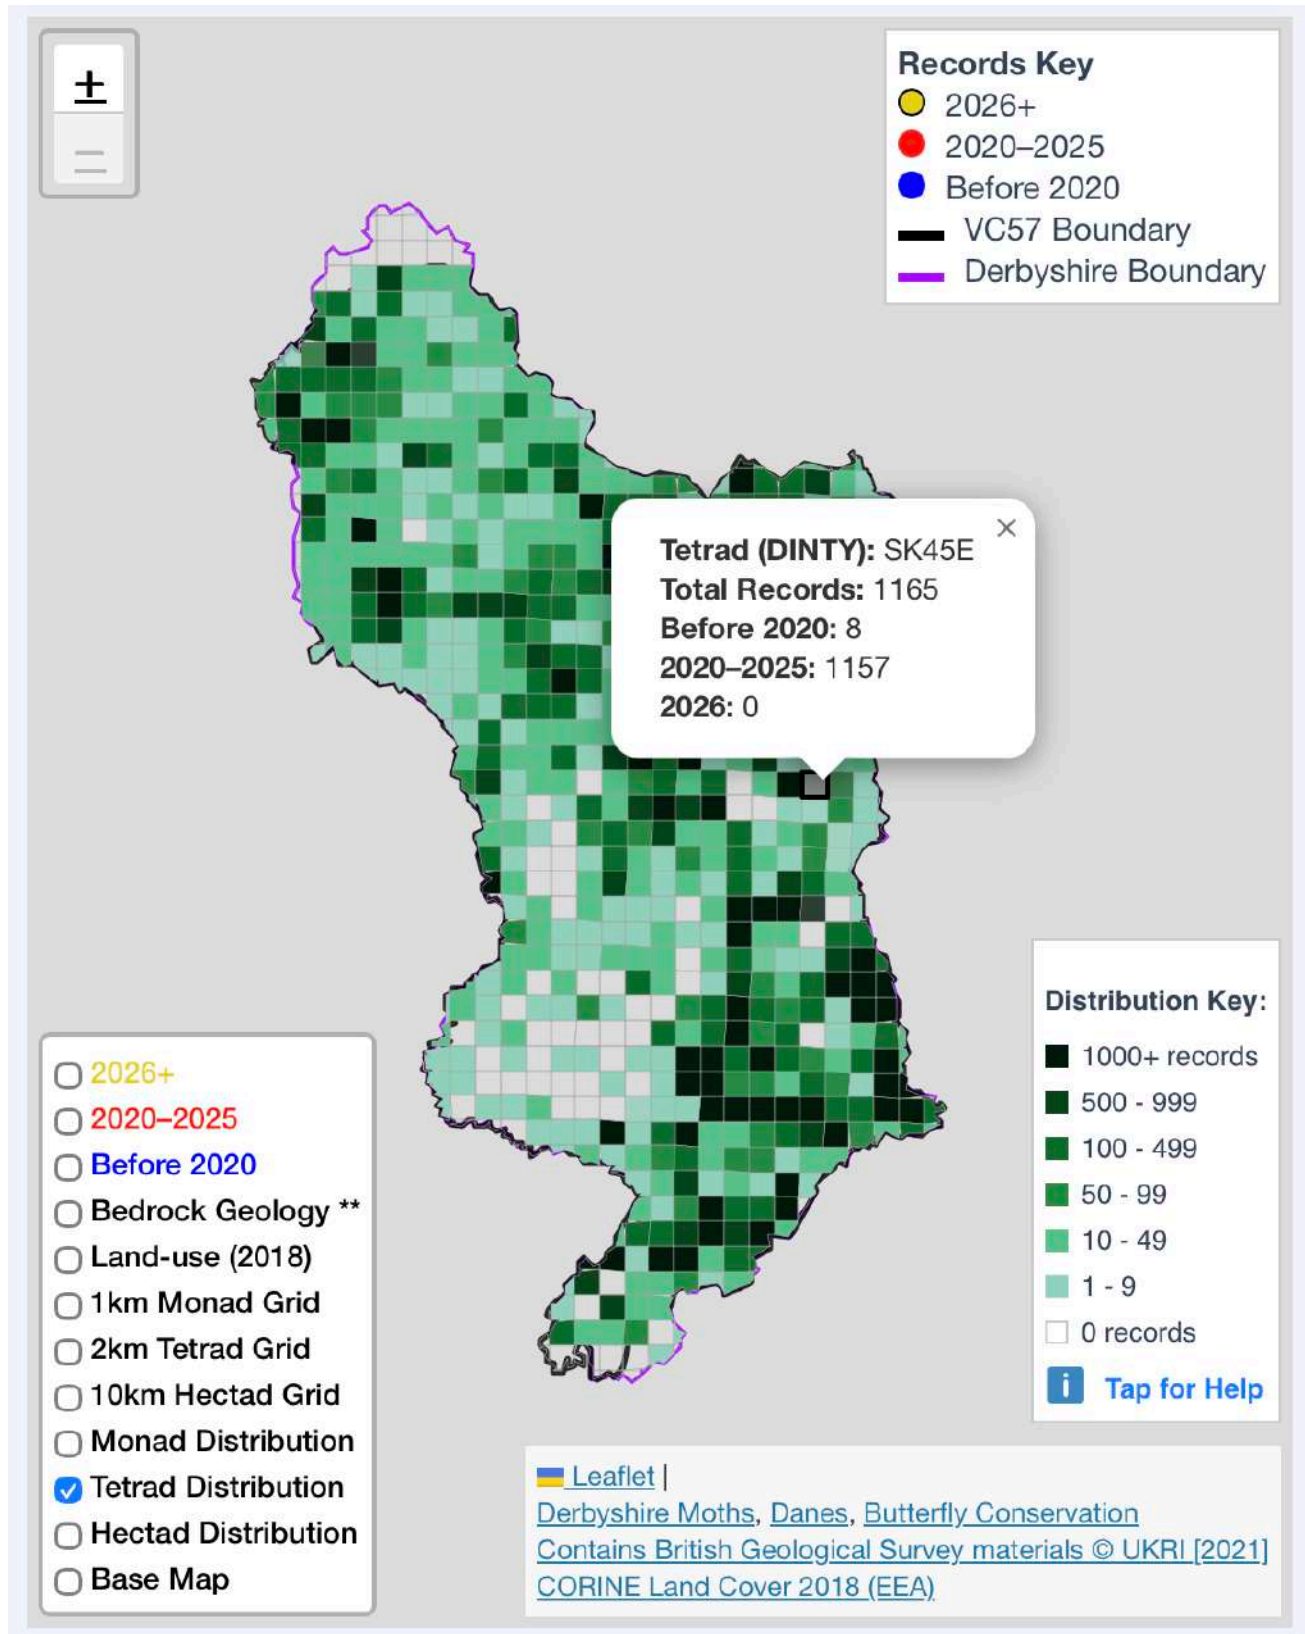 +
−
Records Key
2026+
2020–2025
Before 2020
VC57 Boundary
Derbyshire Boundary
×
Tetrad (DINTY): SK45E
Total Records: 1165
Before 2020: 8
2020–2025: 1157
2026: 0
Distribution Key:
1000+ records
500 - 999
100 - 499
50 - 99
10 - 49
1 - 9
0 records
i Tap for Help
2026+
2020–2025
Before 2020
Bedrock Geology **
Land-use (2018)
1km Monad Grid
2km Tetrad Grid
10km Hectad Grid
Monad Distribution
Tetrad Distribution
Hectad Distribution
Base Map
Leaflet |
Derbyshire Moths, Danes, Butterfly Conservation
Contains British Geological Survey materials © UKRI [2021]
CORINE Land Cover 2018 (EEA)